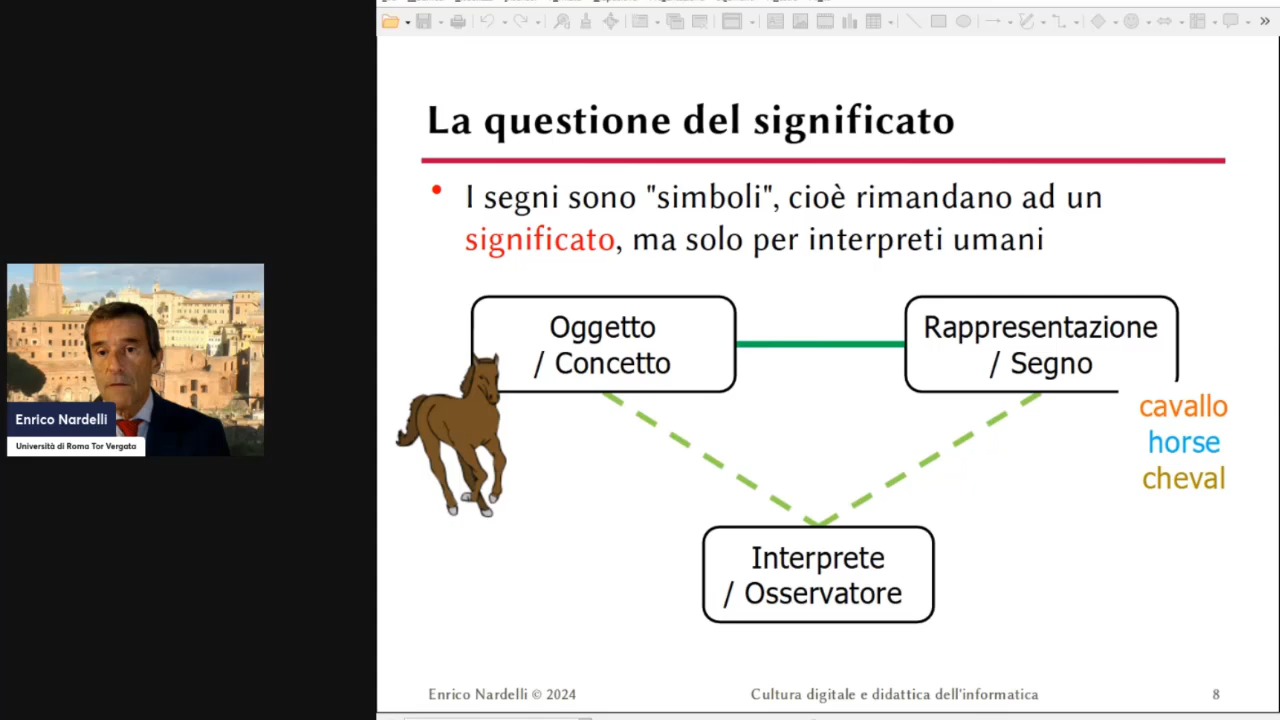 La questione del significato
I segni sono "simboli", cioè rimandano ad un
significato, ma solo per interpreti umani
Oggetto
/ Concetto
Rappresentazione
/ Segno
cavallo
horse
cheval
Interprete
/ Osservatore
Enrico Nardelli
Università di Roma Tor Vergata
Enrico Nardelli © 2024
Cultura digitale e didattica dell'informatica
8